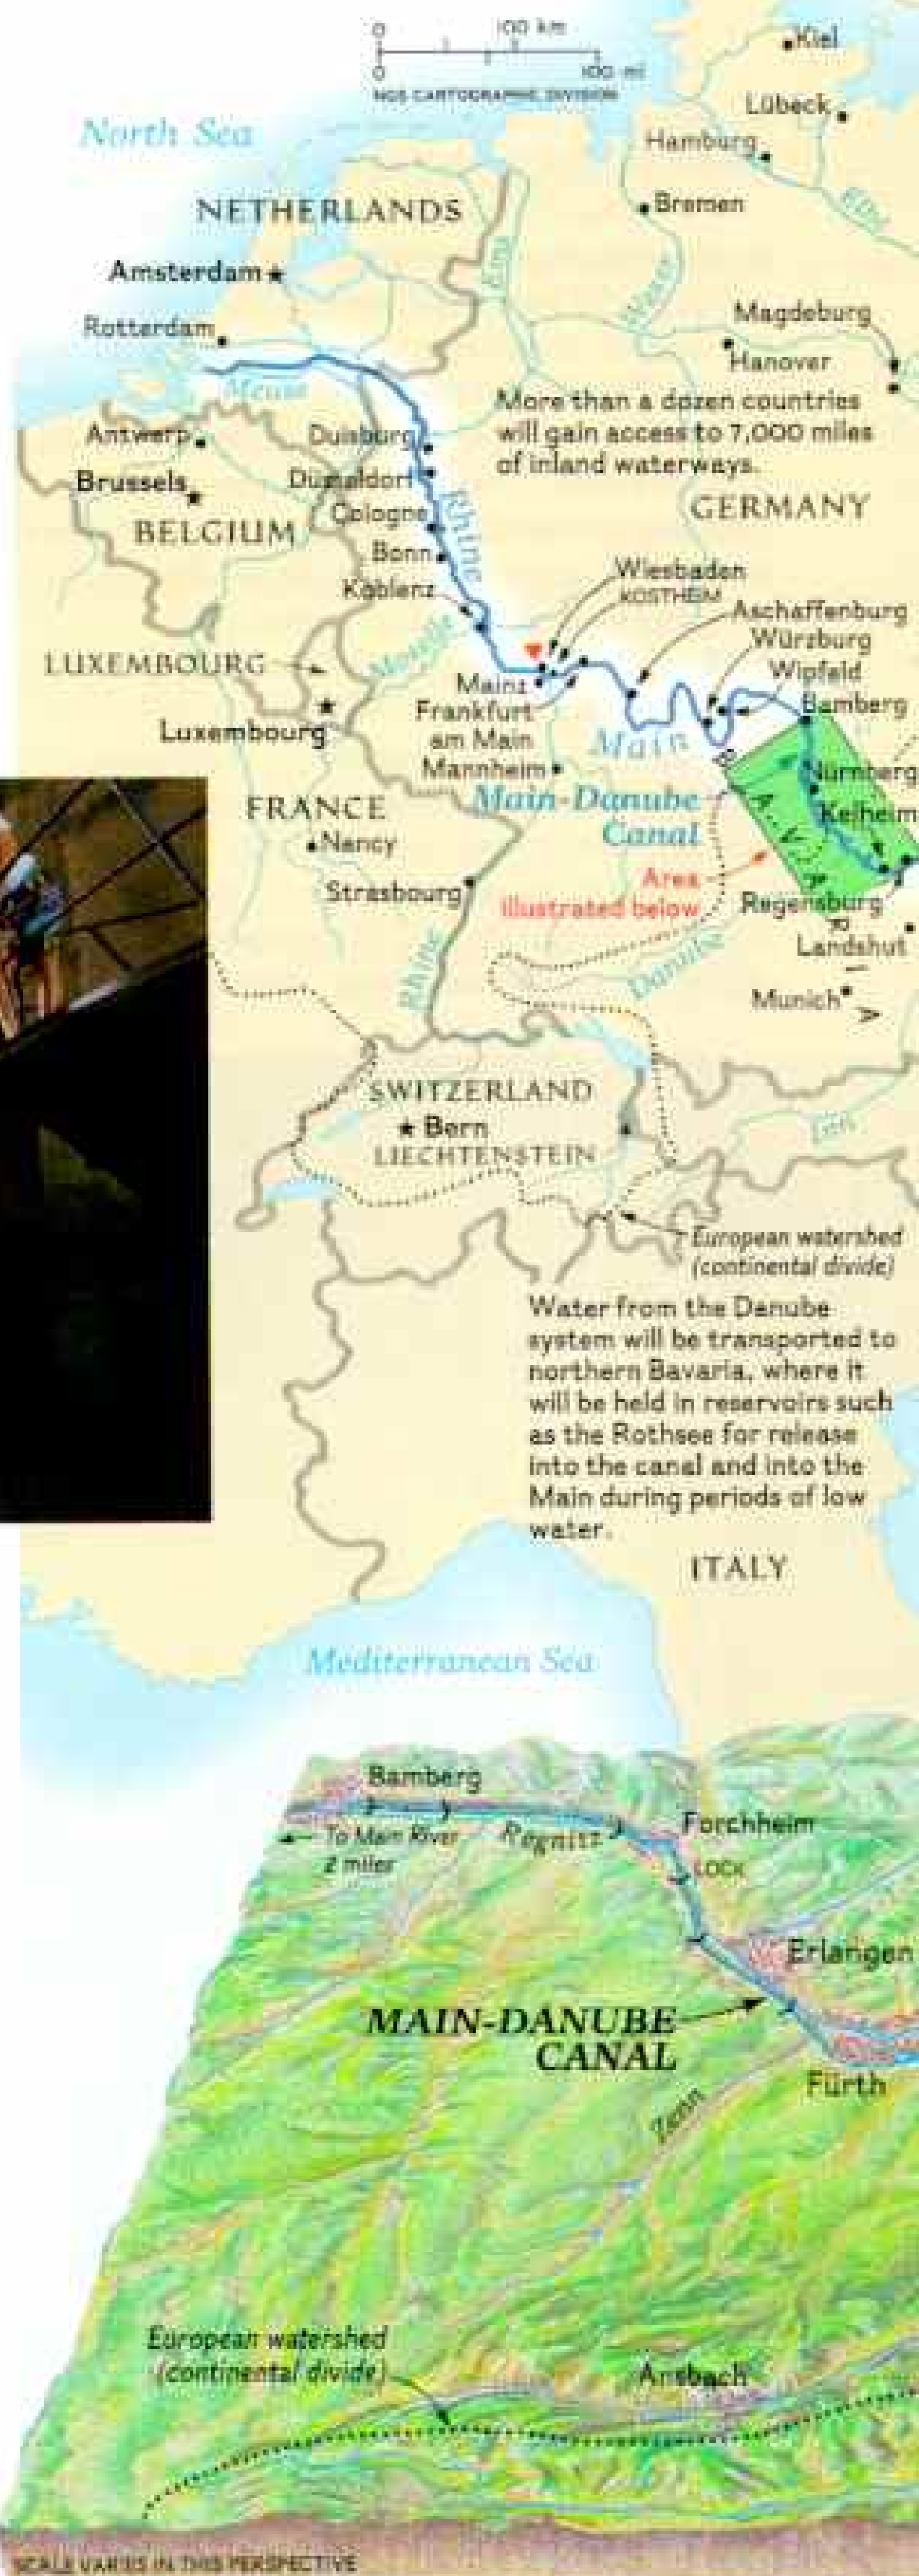 0 100 km
0 100 mi
NGS CARTOGRAPHIC DIVISION
Kiel
Lübeck
North Sea
Hamburg
NETHERLANDS
Bremen
Elbe
Amsterdam
Ems
Weser
Rotterdam
Magdeburg
Hanover
Meuse
More than a dozen countries
will gain access to 7,000 miles
of inland waterways.
Antwerp
Duisburg
Brussels
Düsseldorf
BELGIUM
Cologne
GERMANY
Rhine
Bonn
Koblenz
Wiesbaden
KOSTHEIM
Aschaffenburg
Würzburg
LUXEMBOURG
Moselle
Wipfeld
Mainz
Bamberg
Frankfurt
am Main
Luxembourg
Main
Mannheim
Nürnberg
Main-Danube
Canal
FRANCE
Kelheim
Nancy
Area
illustrated below
Strasbourg
Regensburg
B A V A R I A
Landshut
Danube
Rhine
Munich
SWITZERLAND
Bern
Inn
LIECHTENSTEIN
European watershed
(continental divide)
Water from the Danube
system will be transported to
northern Bavaria, where it
will be held in reservoirs such
as the Rothsee for release
into the canal and into the
Main during periods of low
water.
ITALY
Mediterranean Sea
Bamberg
To Main River
2 miles
Regnitz
Forchheim
LOCK
Erlangen
MAIN-DANUBE
CANAL
Fürth
Zenn
European watershed
(continental divide)
Ansbach
SCALE VARIES IN THIS PERSPECTIVE